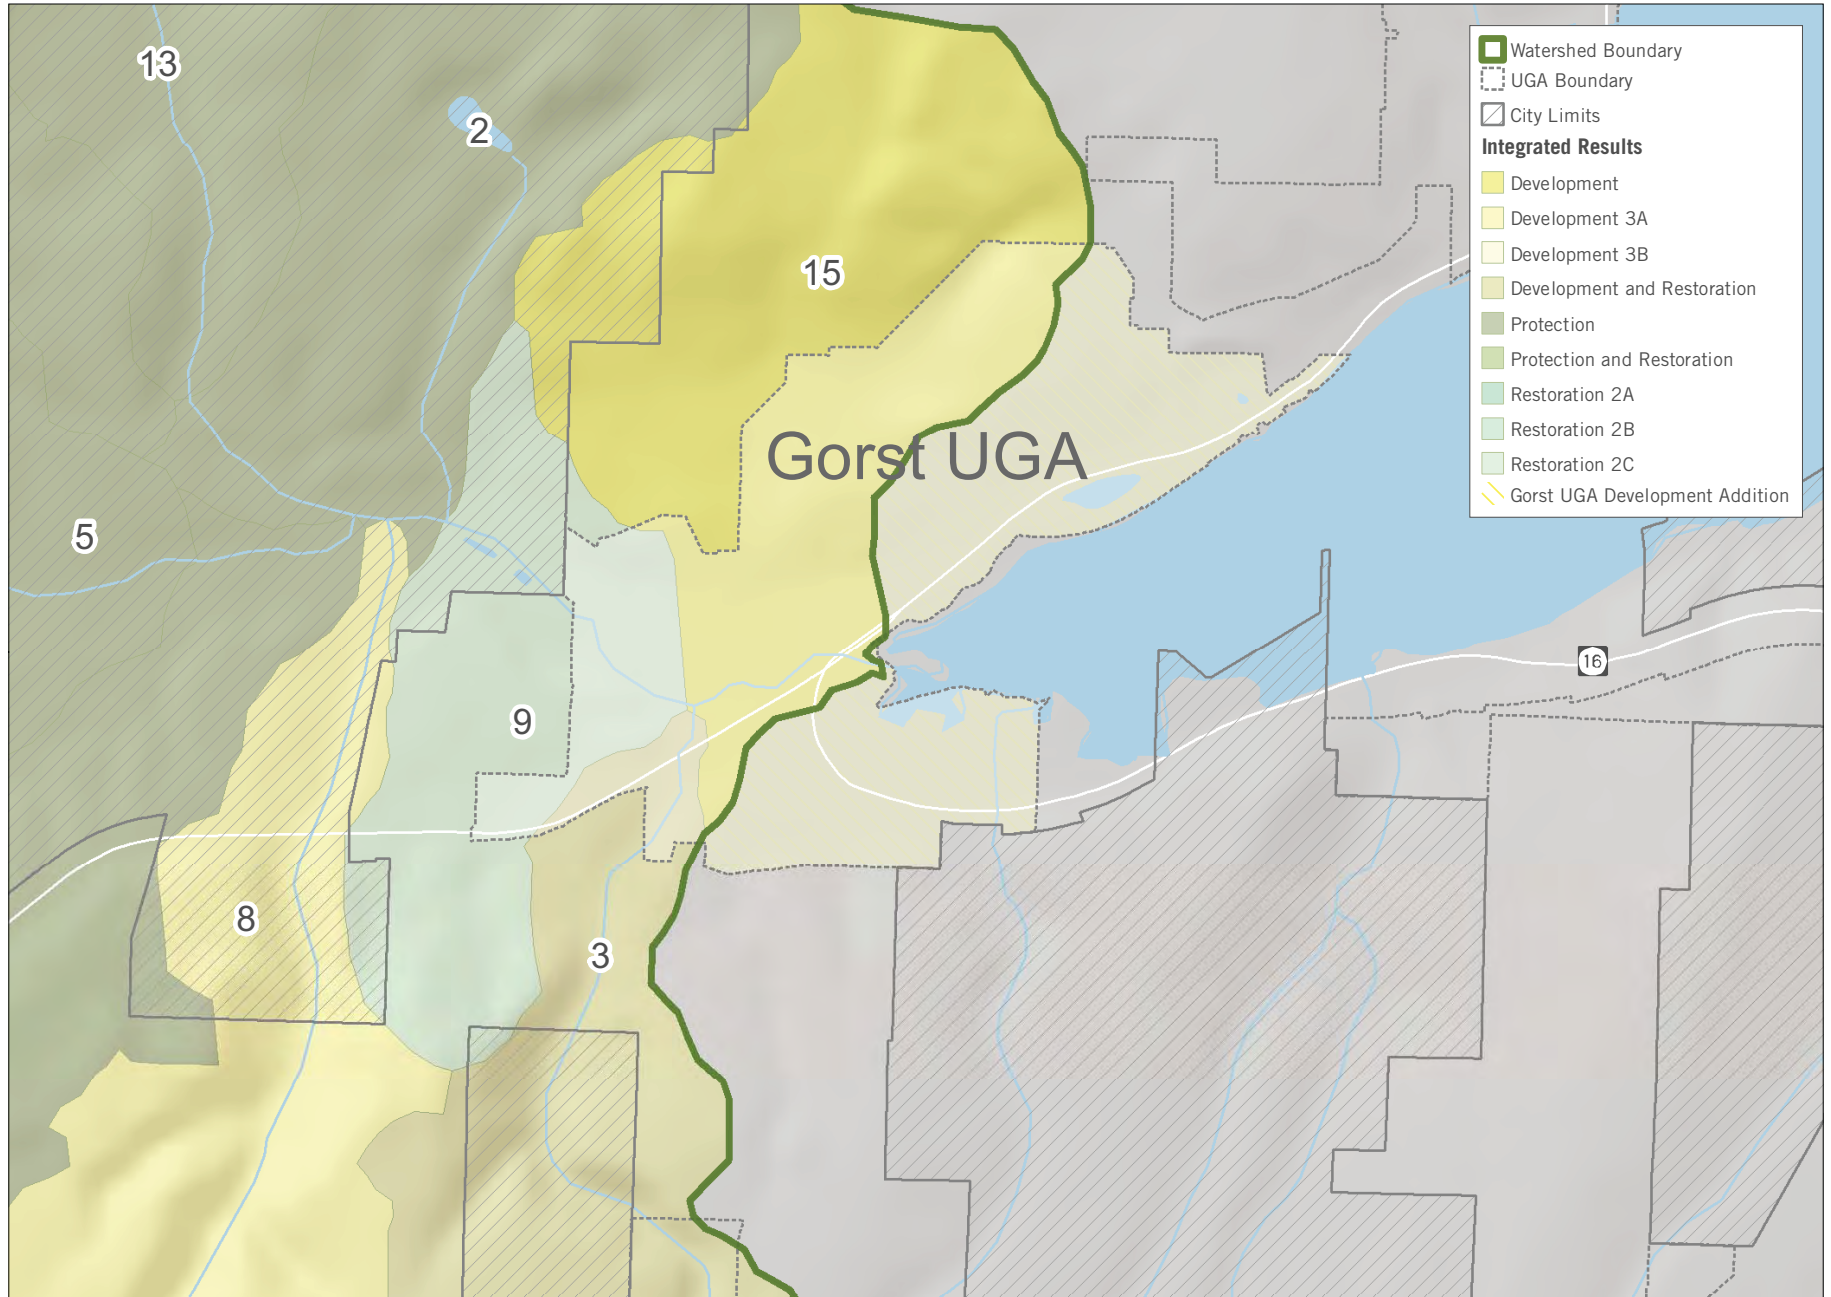 13
2
15
Gorst UGA
5
9
8
3
16
Watershed Boundary
UGA Boundary
City Limits
Integrated Results
Development
Development 3A
Development 3B
Development and Restoration
Protection
Protection and Restoration
Restoration 2A
Restoration 2B
Restoration 2C
Gorst UGA Development Addition